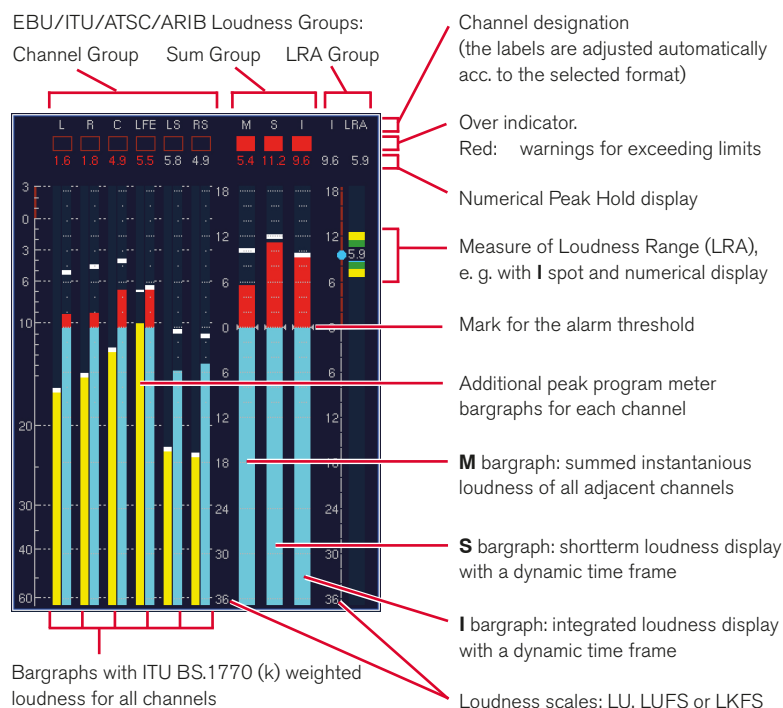 EBU/ITU/ATSC/ARIB Loudness Groups:
Channel Group Sum Group LRA Group
Channel designation
(the labels are adjusted automatically
acc. to the selected format)
L R C LFE LS RS M S I I LRA
Over indicator.
Red: warnings for exceeding limits
1.6 1.8 4.9 5.5 5.8 4.9 5.4 11.2 9.6 9.6 5.9
Numerical Peak Hold display
3 18 18
0
12 12
3
Measure of Loudness Range (LRA),
e. g. with I spot and numerical display
5.9
6 6 6
10 0 0
Mark for the alarm threshold
6 6
Additional peak program meter
bargraphs for each channel
12 12
20
18 18
M bargraph: summed instantanious
loudness of all adjacent channels
30 24 24
40 30 30
S bargraph: shortterm loudness display
with a dynamic time frame
60 36 36
I bargraph: integrated loudness display
with a dynamic time frame
Bargraphs with ITU BS.1770 (k) weighted
loudness for all channels
Loudness scales: LU. LUFS or LKFS